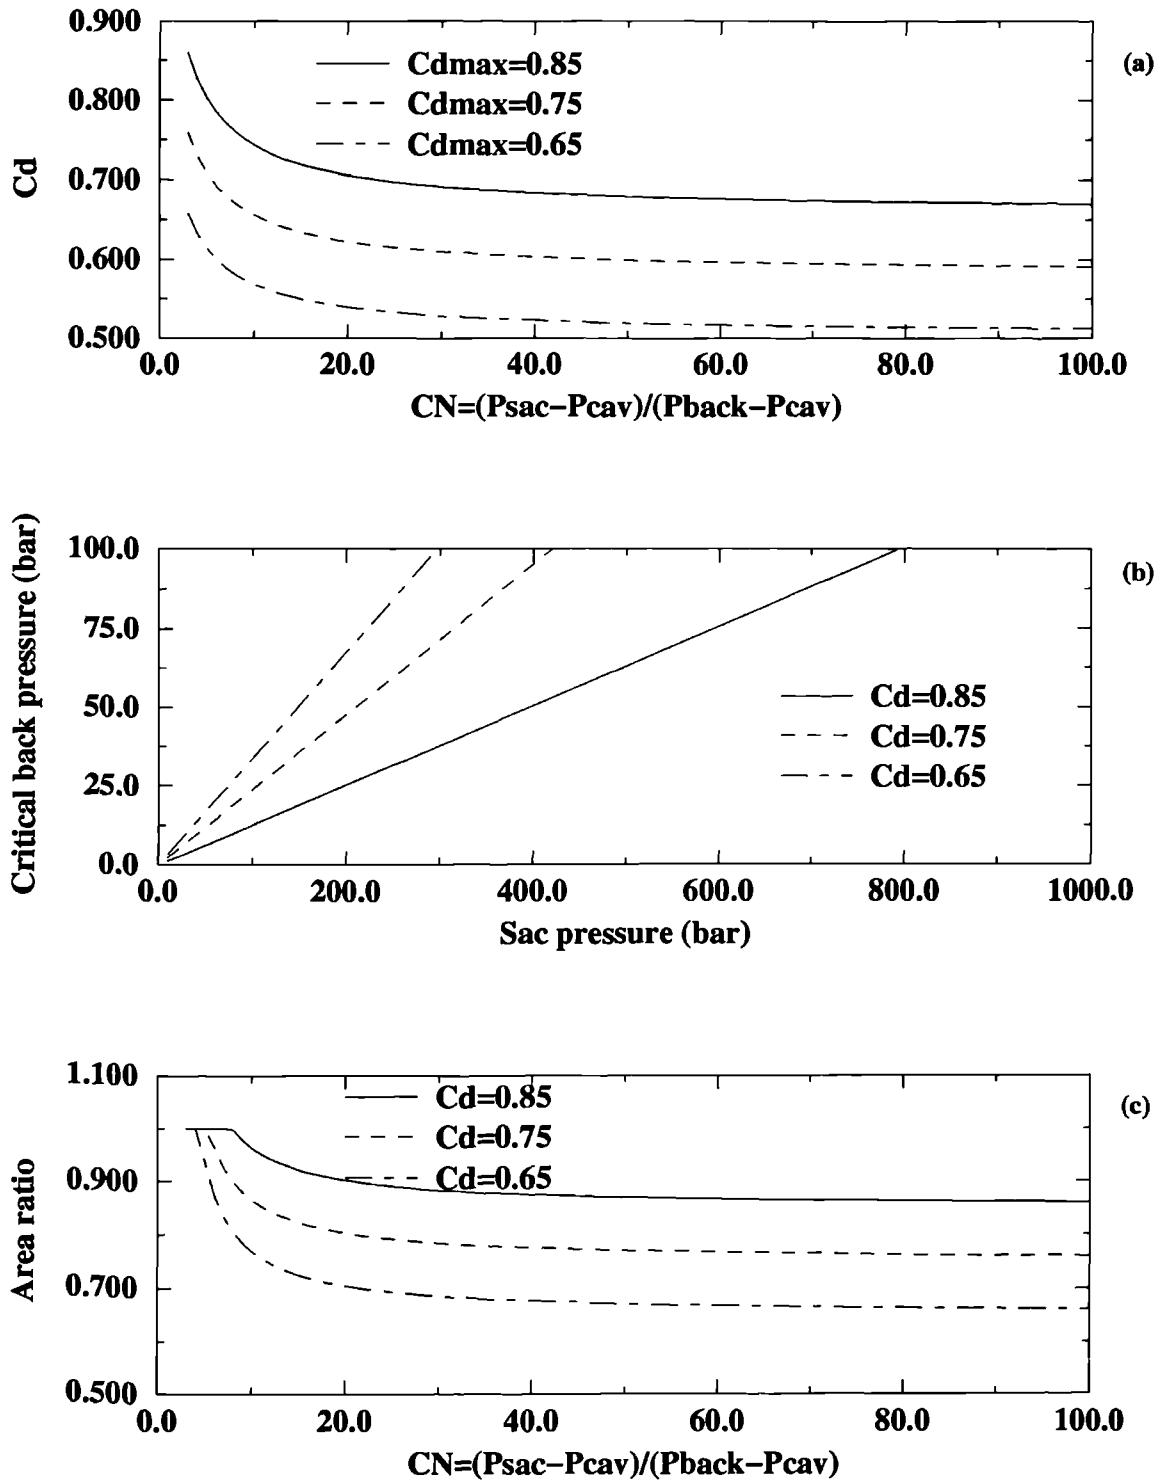 0.900
0.800
0.700
0.600
0.500
Cd
Cdmax=0.85
Cdmax=0.75
Cdmax=0.65
(a)
0.0 20.0 40.0 60.0 80.0 100.0
CN=(Psac−Pcav)/(Pback−Pcav)
100.0
75.0
50.0
25.0
0.0
Critical back pressure (bar)
(b)
Cd=0.85
Cd=0.75
Cd=0.65
0.0 200.0 400.0 600.0 800.0 1000.0
Sac pressure (bar)
1.100
0.900
0.700
0.500
Area ratio
Cd=0.85
Cd=0.75
Cd=0.65
(c)
0.0 20.0 40.0 60.0 80.0 100.0
CN=(Psac−Pcav)/(Pback−Pcav)